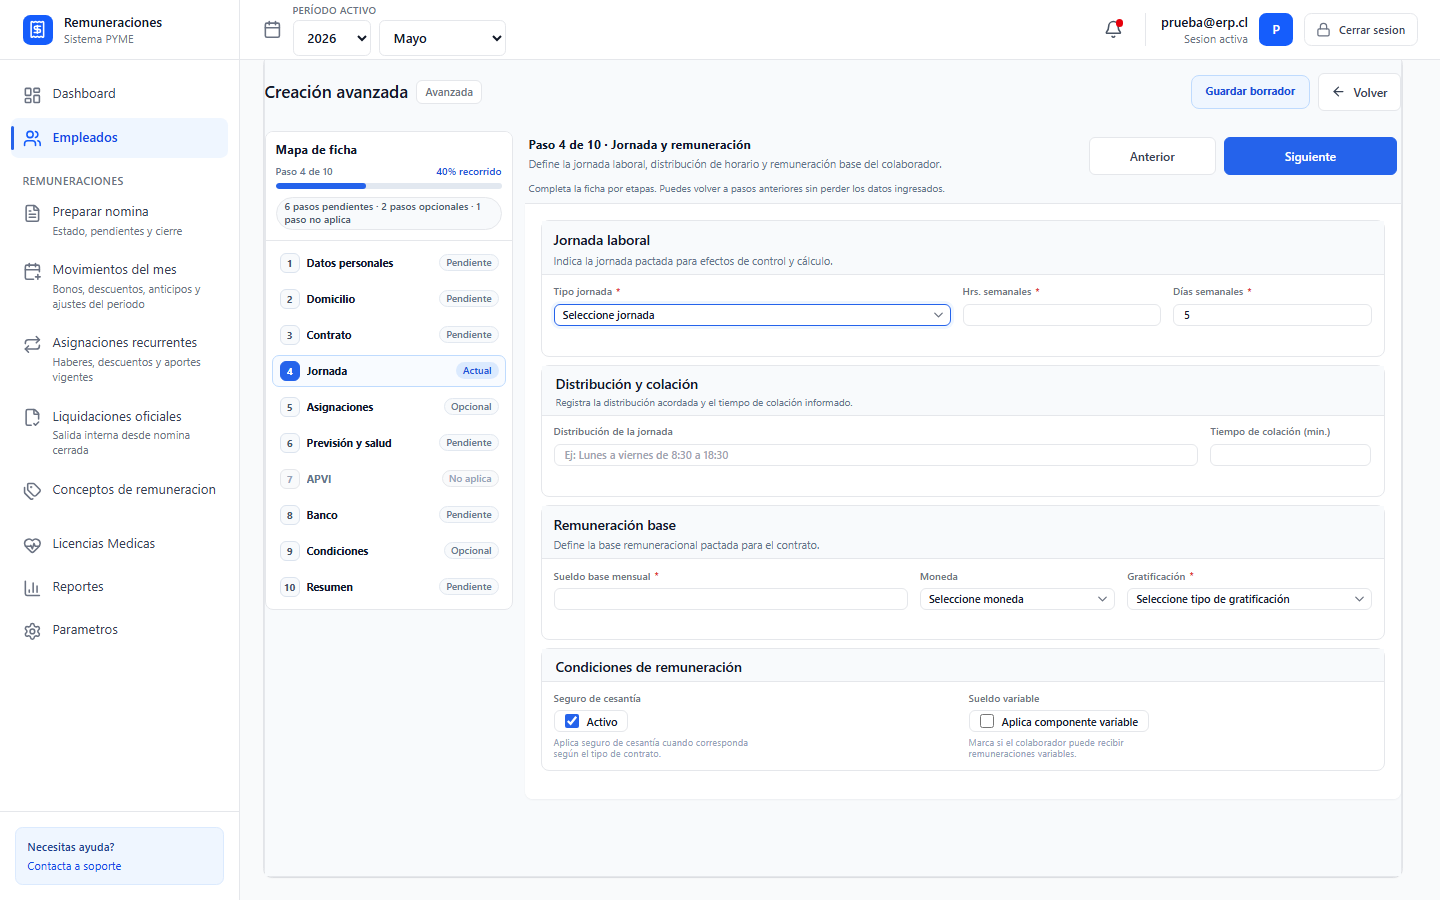 Remuneraciones
Sistema PYME
PERÍODO ACTIVO
2026
Mayo
prueba@erp.cl
Sesion activa
P
Cerrar sesion
Dashboard
Empleados
REMUNERACIONES
Preparar nomina
Estado, pendientes y cierre
Movimientos del mes
Bonos, descuentos, anticipos y
ajustes del periodo
Asignaciones recurrentes
Haberes, descuentos y aportes
vigentes
Liquidaciones oficiales
Salida interna desde nomina
cerrada
Conceptos de remuneracion
Licencias Medicas
Reportes
Parametros
Necesitas ayuda?
Contacta a soporte
Creación avanzada
Avanzada
Guardar borrador
Volver
Mapa de ficha
Paso 4 de 10
40% recorrido
6 pasos pendientes · 2 pasos opcionales · 1
paso no aplica
1 Datos personales Pendiente
2 Domicilio Pendiente
3 Contrato Pendiente
4 Jornada Actual
5 Asignaciones Opcional
6 Previsión y salud Pendiente
7 APVI No aplica
8 Banco Pendiente
9 Condiciones Opcional
10 Resumen Pendiente
Paso 4 de 10 · Jornada y remuneración
Define la jornada laboral, distribución de horario y remuneración base del colaborador.
Completa la ficha por etapas. Puedes volver a pasos anteriores sin perder los datos ingresados.
Anterior
Siguiente
Jornada laboral
Indica la jornada pactada para efectos de control y cálculo.
Tipo jornada * Hrs. semanales * Días semanales *
Seleccione jornada 5
Distribución y colación
Registra la distribución acordada y el tiempo de colación informado.
Distribución de la jornada Tiempo de colación (min.)
Ej: Lunes a viernes de 8:30 a 18:30
Remuneración base
Define la base remuneracional pactada para el contrato.
Sueldo base mensual * Moneda Gratificación *
Seleccione moneda Seleccione tipo de gratificación
Condiciones de remuneración
Seguro de cesantía
Activo
Aplica seguro de cesantía cuando corresponda
según el tipo de contrato.
Sueldo variable
Aplica componente variable
Marca si el colaborador puede recibir
remuneraciones variables.